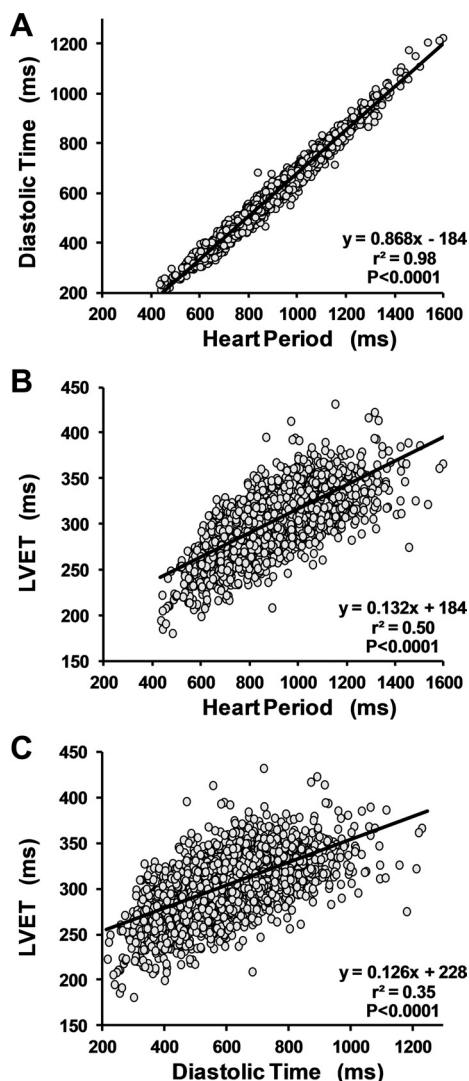 A
Diastolic Time (ms)
1200
1000
800
600
400
200
y = 0.868x - 184
r² = 0.98
P<0.0001
200 400 600 800 1000 1200 1400 1600
Heart Period (ms)
B
LVET (ms)
450
400
350
300
250
200
150
y = 0.132x + 184
r² = 0.50
P<0.0001
200 400 600 800 1000 1200 1400 1600
Heart Period (ms)
C
LVET (ms)
450
400
350
300
250
200
150
y = 0.126x + 228
r² = 0.35
P<0.0001
200 400 600 800 1000 1200
Diastolic Time (ms)